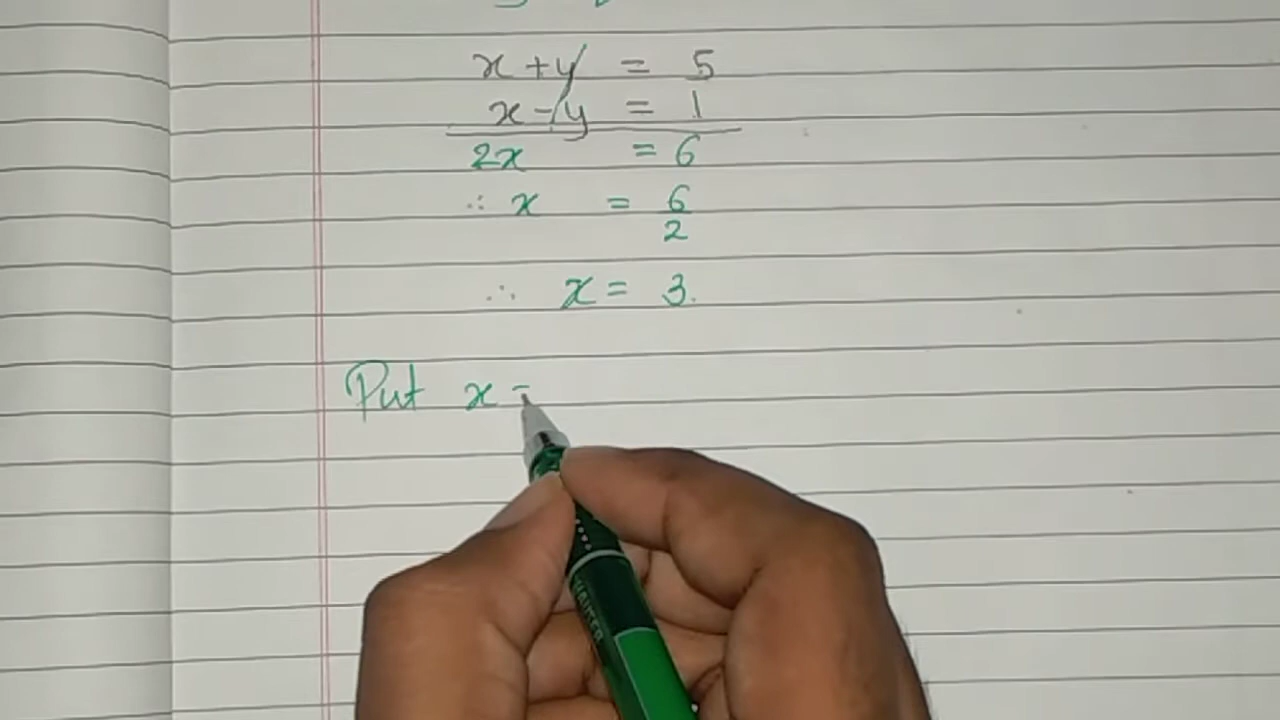 x + y = 5
x - y = 1
2x = 6
∴ x = 6/2
∴ x = 3.
Put x =